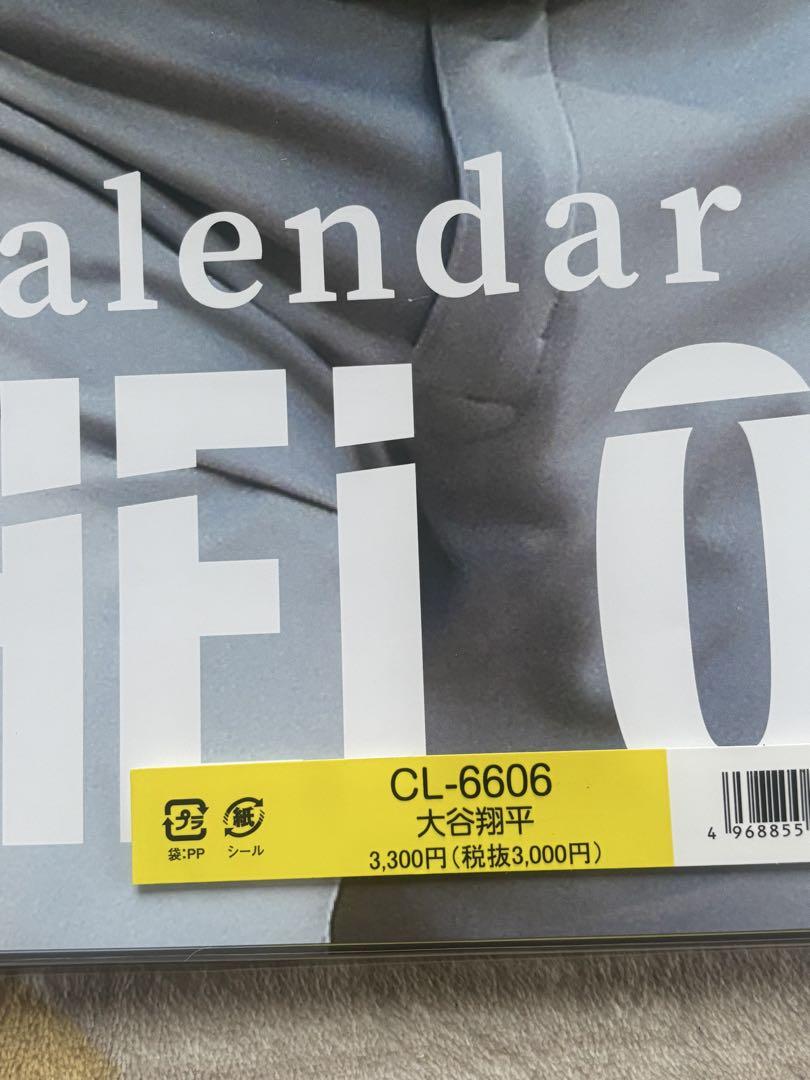 alendar
HEI O
CL-6606
大谷翔平
3,300円(税抜3,000円)
プラ
袋:PP
紙
シール
4 968855